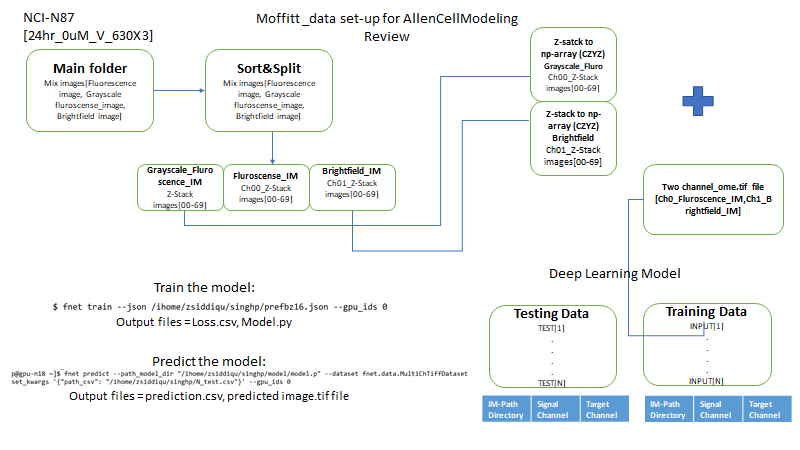 NCI-N87
[24hr_0uM_V_630X3]
Moffitt _data set-up for AllenCellModeling
Review
Main folder
Mix images[Fluorescence
image, Grayscale
fluroscense_image,
Brightfield image]
Sort&Split
Mix images[Fluorescence
image, Grayscale
fluroscense_image,
Brightfield image]
Z-satck to
np-array (CZYZ)
Grayscale_Fluro
Ch00_Z-Stack
images[00-69]
Z-stack to np-
array (CZYZ)
Brightfield
Ch01_Z-Stack
images[00-69]
Grayscale_Fluro
scence_IM
Z-Stack
images[00-69]
Fluroscense_IM
Ch00_Z-Stack
images[00-69]
Brightfield_IM
Ch01_Z-Stack
images[00-69]
Two channel_ome.tif file
[Ch0_Fluroscence_IM,Ch1_B
rightfield_IM]
Train the model:
$ fnet train --json /ihome/zsiddiqu/singhp/prefbz16.json --gpu_ids 0
Output files =Loss.csv, Model.py
Predict the model:
p@gpu-n18 ~]$ fnet predict --path_model_dir "/ihome/zsiddiqu/singhp/model/model.p" --dataset fnet.data.MultiChTiffDataset
set_kwargs '{"path_csv": "/ihome/zsiddiqu/singhp/N_test.csv"}' --gpu_ids 0
Output files =prediction.csv, predicted image.tif file
Deep Learning Model
Testing Data
TEST[1]
.
.
.
.
TEST[N]
Training Data
INPUT[1]
.
.
.
.
INPUT[N]
IM-Path
Directory
Signal
Channel
Target
Channel
IM-Path
Directory
Signal
Channel
Target
Channel